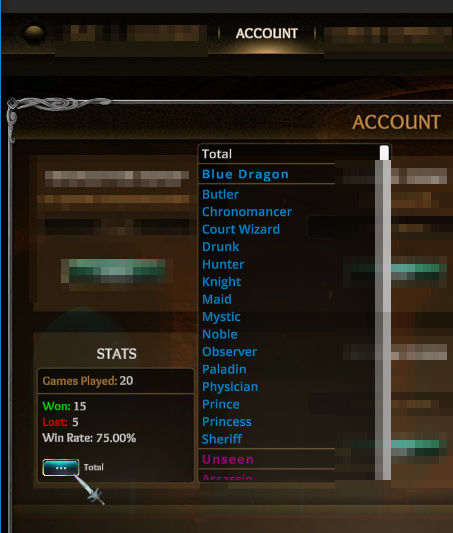 ACCOUNT
ACCOUNT
Total
Blue Dragon
Butler
Chronomancer
Court Wizard
Drunk
Hunter
Knight
Maid
Mystic
Noble
Observer
Paladin
Physician
Prince
Princess
Sheriff
Unseen
Assassin
STATS
Games Played: 20
Won: 15
Lost: 5
Win Rate: 75.00%
... Total